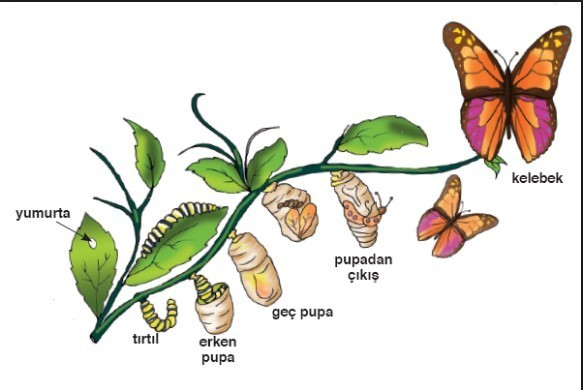 yumurta
tırtıl
erken
pupa
geç pupa
pupadan
çıkış
kelebek